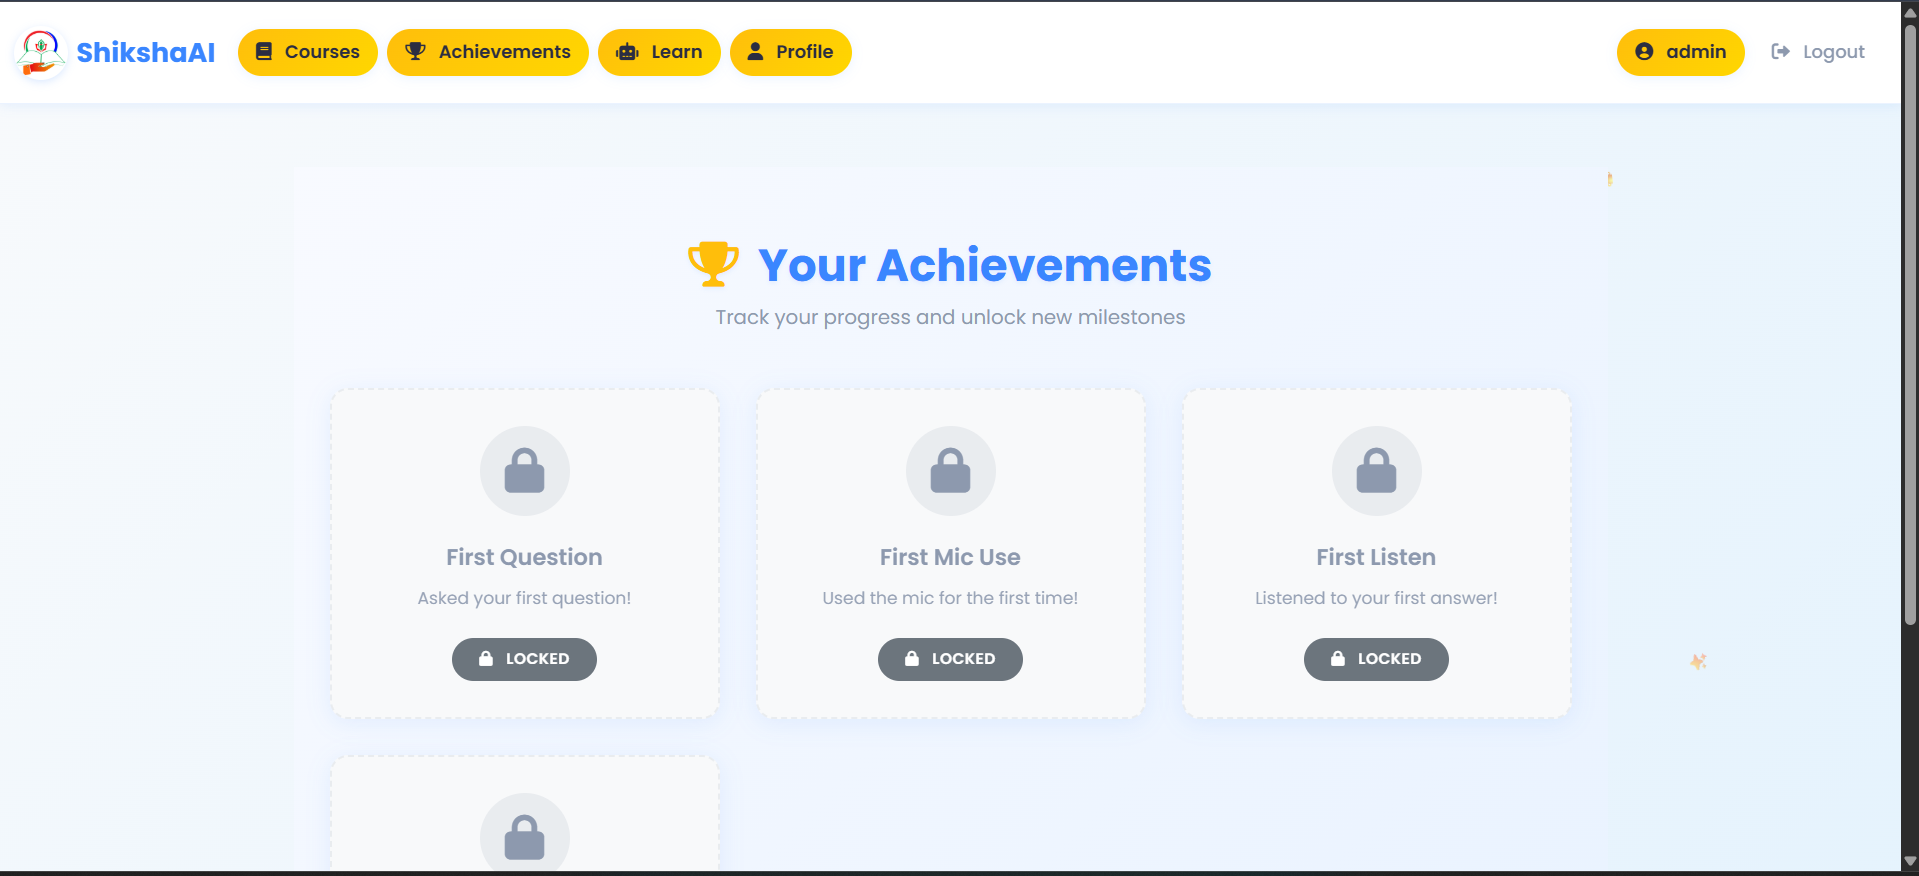 ShikshaAI
Courses
Achievements
Learn
Profile
admin
Logout
Your Achievements
Track your progress and unlock new milestones
First Question
Asked your first question!
LOCKED
First Mic Use
Used the mic for the first time!
LOCKED
First Listen
Listened to your first answer!
LOCKED